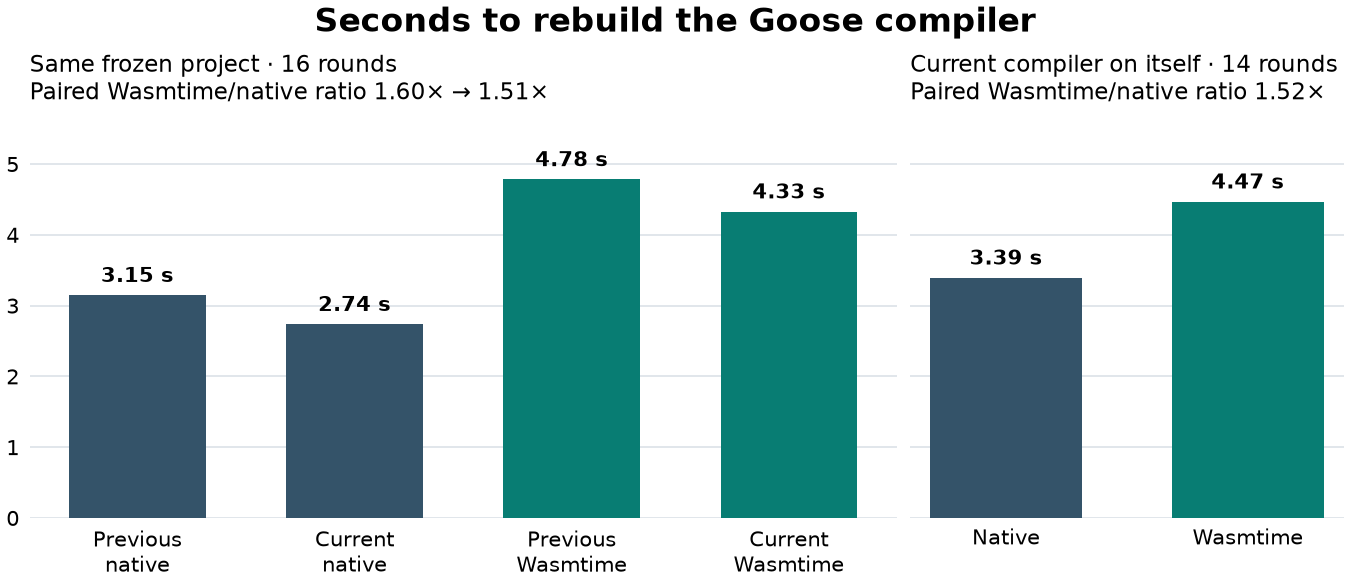 Seconds to rebuild the Goose compiler
Same frozen project · 16 rounds
Paired Wasmtime/native ratio 1.60× → 1.51×
5
4
3
2
1
0
3.15 s
2.74 s
4.78 s
4.33 s
Previous
native
Current
native
Previous
Wasmtime
Current
Wasmtime
Current compiler on itself · 14 rounds
Paired Wasmtime/native ratio 1.52×
3.39 s
4.47 s
Native
Wasmtime